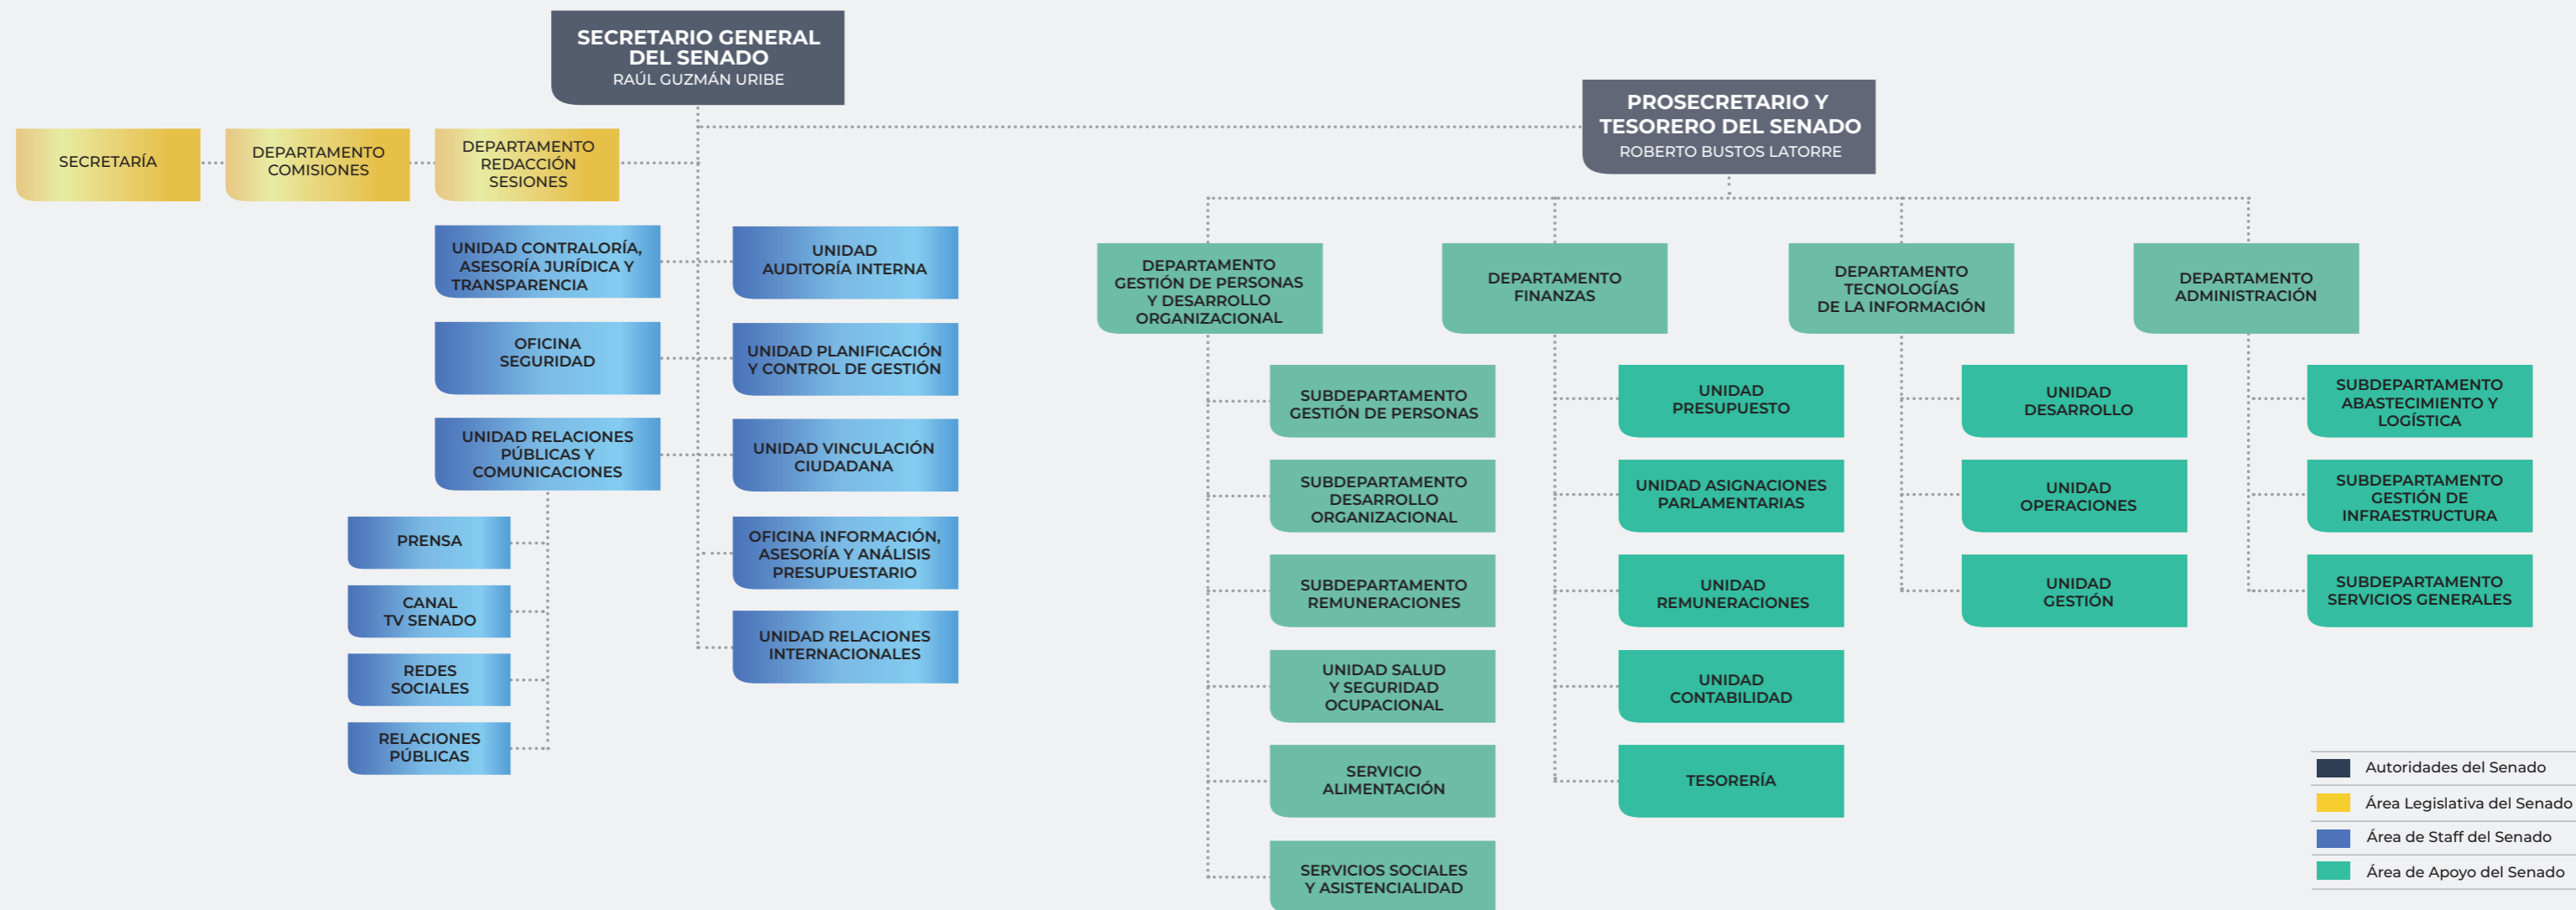 SECRETARIO GENERAL
DEL SENADO
RAÚL GUZMÁN URIBE
PROSECRETARIO Y
TESORERO DEL SENADO
ROBERTO BUSTOS LATORRE
SECRETARÍA
DEPARTAMENTO
COMISIONES
DEPARTAMENTO
REDACCIÓN
SESIONES
UNIDAD CONTRALORÍA,
ASESORÍA JURÍDICA Y
TRANSPARENCIA
UNIDAD
AUDITORÍA INTERNA
OFICINA
SEGURIDAD
UNIDAD PLANIFICACIÓN
Y CONTROL DE GESTIÓN
UNIDAD RELACIONES
PÚBLICAS Y
COMUNICACIONES
UNIDAD VINCULACIÓN
CIUDADANA
PRENSA
CANAL
TV SENADO
REDES
SOCIALES
RELACIONES
PÚBLICAS
OFICINA INFORMACIÓN,
ASESORÍA Y ANÁLISIS
PRESUPUESTARIO
UNIDAD RELACIONES
INTERNACIONALES
DEPARTAMENTO
GESTIÓN DE PERSONAS
Y DESARROLLO
ORGANIZACIONAL
SUBDEPARTAMENTO
GESTIÓN DE PERSONAS
SUBDEPARTAMENTO
DESARROLLO
ORGANIZACIONAL
SUBDEPARTAMENTO
REMUNERACIONES
UNIDAD SALUD
Y SEGURIDAD
OCUPACIONAL
SERVICIO
ALIMENTACIÓN
SERVICIOS SOCIALES
Y ASISTENCIALIDAD
DEPARTAMENTO
FINANZAS
UNIDAD
PRESUPUESTO
UNIDAD ASIGNACIONES
PARLAMENTARIAS
UNIDAD
REMUNERACIONES
UNIDAD
CONTABILIDAD
TESORERÍA
DEPARTAMENTO
TECNOLOGÍAS
DE LA INFORMACIÓN
UNIDAD
DESARROLLO
UNIDAD
OPERACIONES
UNIDAD
GESTIÓN
DEPARTAMENTO
ADMINISTRACIÓN
SUBDEPARTAMENTO
ABASTECIMIENTO Y
LOGÍSTICA
SUBDEPARTAMENTO
GESTIÓN DE
INFRAESTRUCTURA
SUBDEPARTAMENTO
SERVICIOS GENERALES
Autoridades del Senado
Área Legislativa del Senado
Área de Staff del Senado
Área de Apoyo del Senado